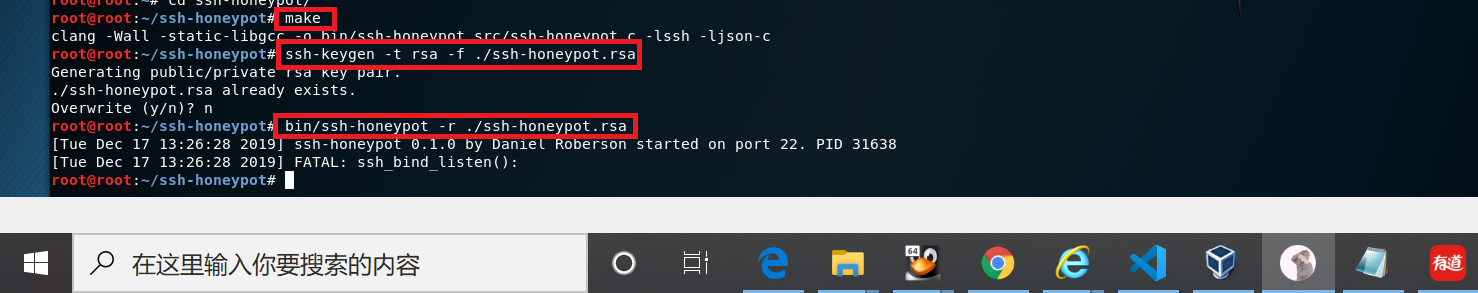 root@root:~# cd ssh-honeypot/
root@root:~/ssh-honeypot# make
clang -Wall -static-libgcc -o bin/ssh-honeypot src/ssh-honeypot.c -lssh -ljson-c
root@root:~/ssh-honeypot# ssh-keygen -t rsa -f ./ssh-honeypot.rsa
Generating public/private rsa key pair.
./ssh-honeypot.rsa already exists.
Overwrite (y/n)? n
root@root:~/ssh-honeypot# bin/ssh-honeypot -r ./ssh-honeypot.rsa
[Tue Dec 17 13:26:28 2019] ssh-honeypot 0.1.0 by Daniel Roberson started on port 22. PID 31638
[Tue Dec 17 13:26:28 2019] FATAL: ssh_bind_listen():
root@root:~/ssh-honeypot#
在这里输入你要搜索的内容
64
有道